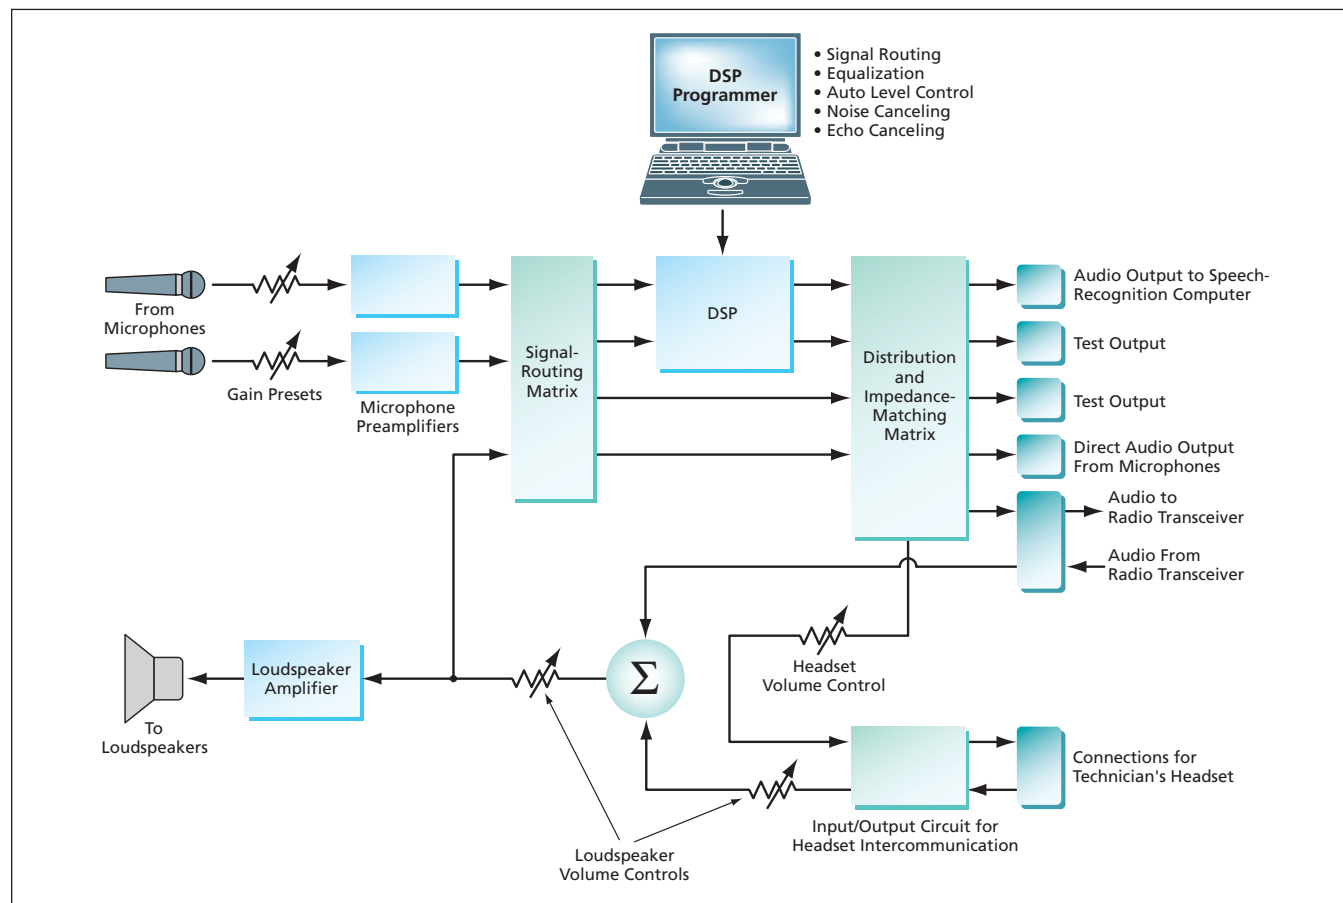 DSP
Programmer
• Signal Routing
• Equalization
• Auto Level Control
• Noise Canceling
• Echo Canceling
From
Microphones
Gain Presets
Microphone
Preamplifiers
Signal-
Routing
Matrix
DSP
Distribution
and
Impedance-
Matching
Matrix
Audio Output to Speech-
Recognition Computer
Test Output
Test Output
Direct Audio Output
From Microphones
Audio to
Radio Transceiver
Audio From
Radio Transceiver
To
Loudspeakers
Loudspeaker
Amplifier
Σ
Headset
Volume Control
Loudspeaker
Volume Controls
Input/Output Circuit for
Headset Intercommunication
Connections for
Technician's Headset